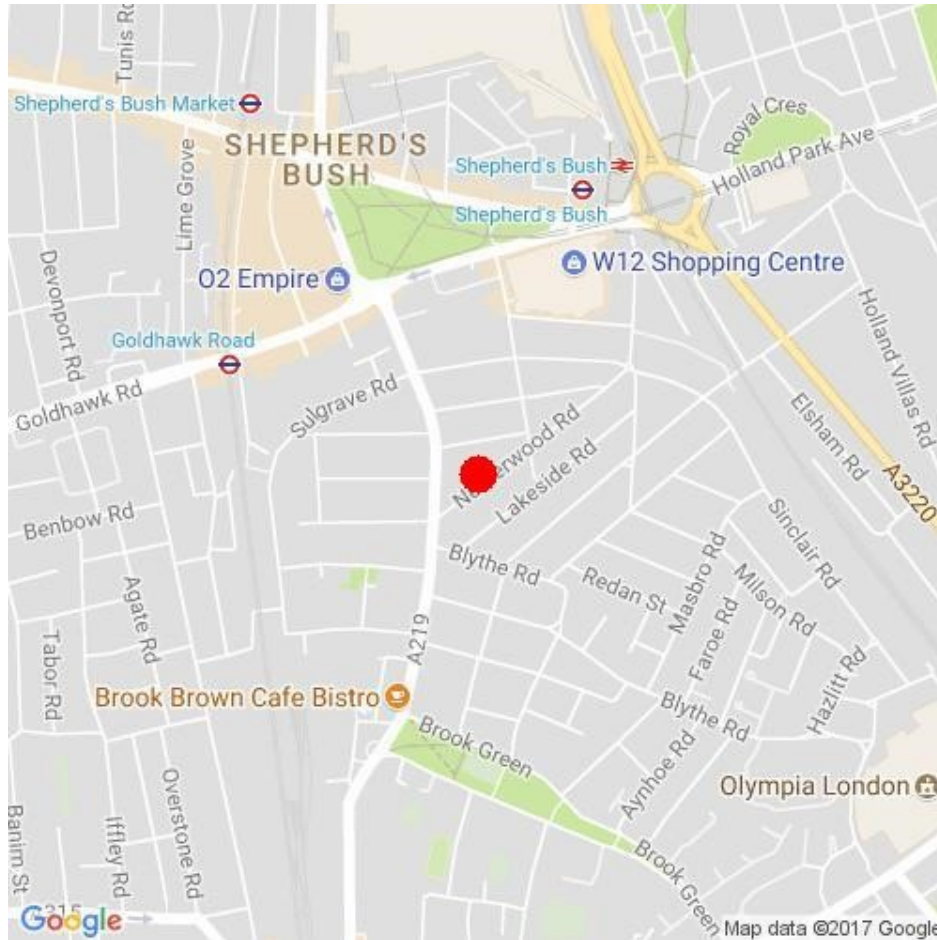 Tunis Ro
Royal Cres
Shepherd's Bush Market
SHEPHERD'S
BUSH
Holland Park Ave
Shepherd's Bush
Shepherd's Bush
Lime Grove
W12 Shopping Centre
O2 Empire
Devonport Rd
Holland Villas Rd
Goldhawk Road
Goldhawk Rd
Sulgrave Rd
Elsham Rd
erwood Rd
Lakeside Rd
A3220
Benbow Rd
Sinclair Rd
Blythe Rd
Redan St
Masbro Rd
Milson Rd
Agate Rd
Faroe Rd
A219
Tabor Rd
Hazlitt Rd
Brook Brown Cafe Bistro
Blythe Rd
Brook Green
Aynhoe Rd
Olympia London
Overstone Rd
Iffley Rd
Banim St
Brook Green
A315
Google
Map data ©2017 Google